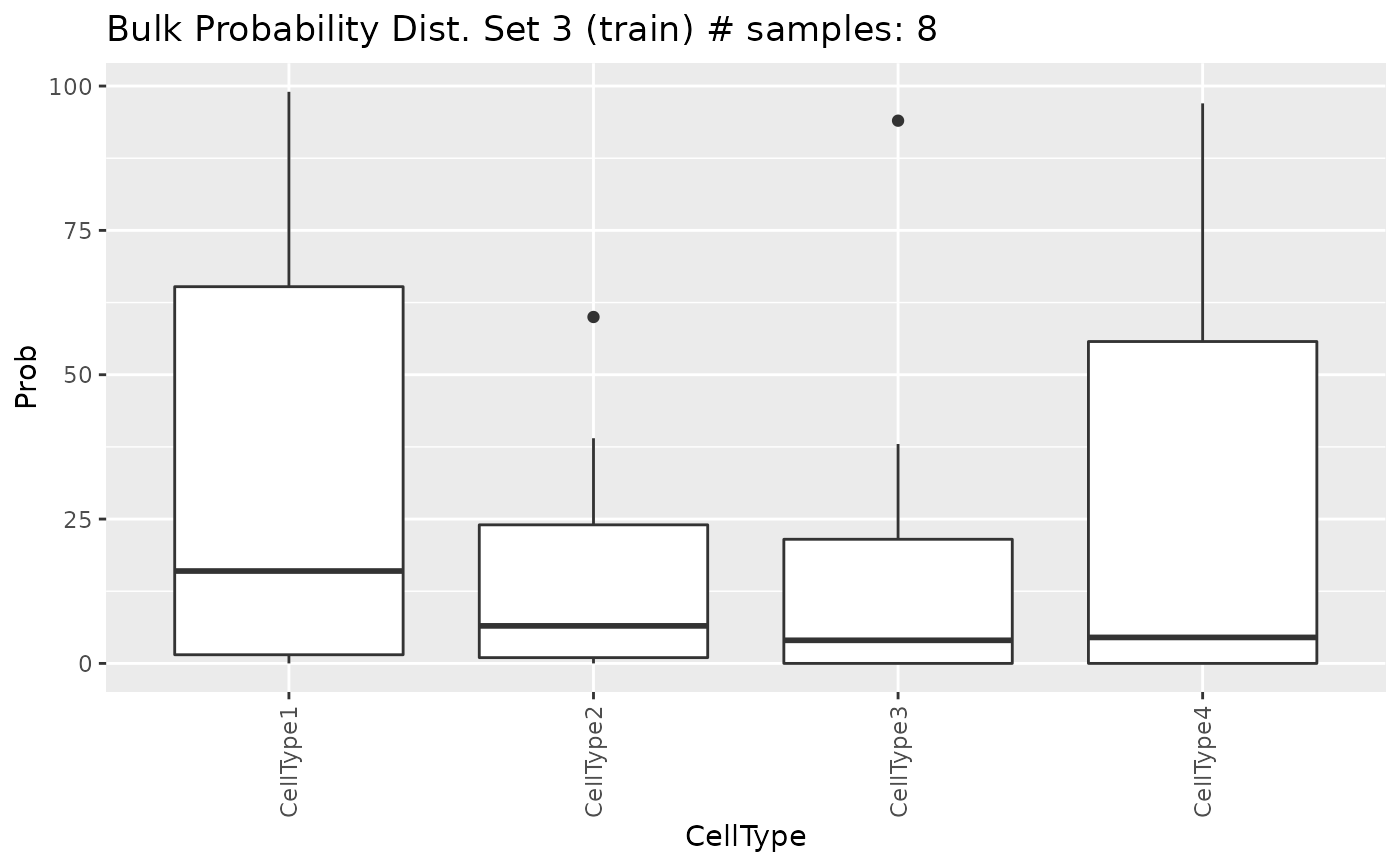 Bulk Probability Dist. Set 3 (train) # samples: 8
100
75
50
25
0
Prob
CellType1
CellType2
CellType3
CellType4
CellType